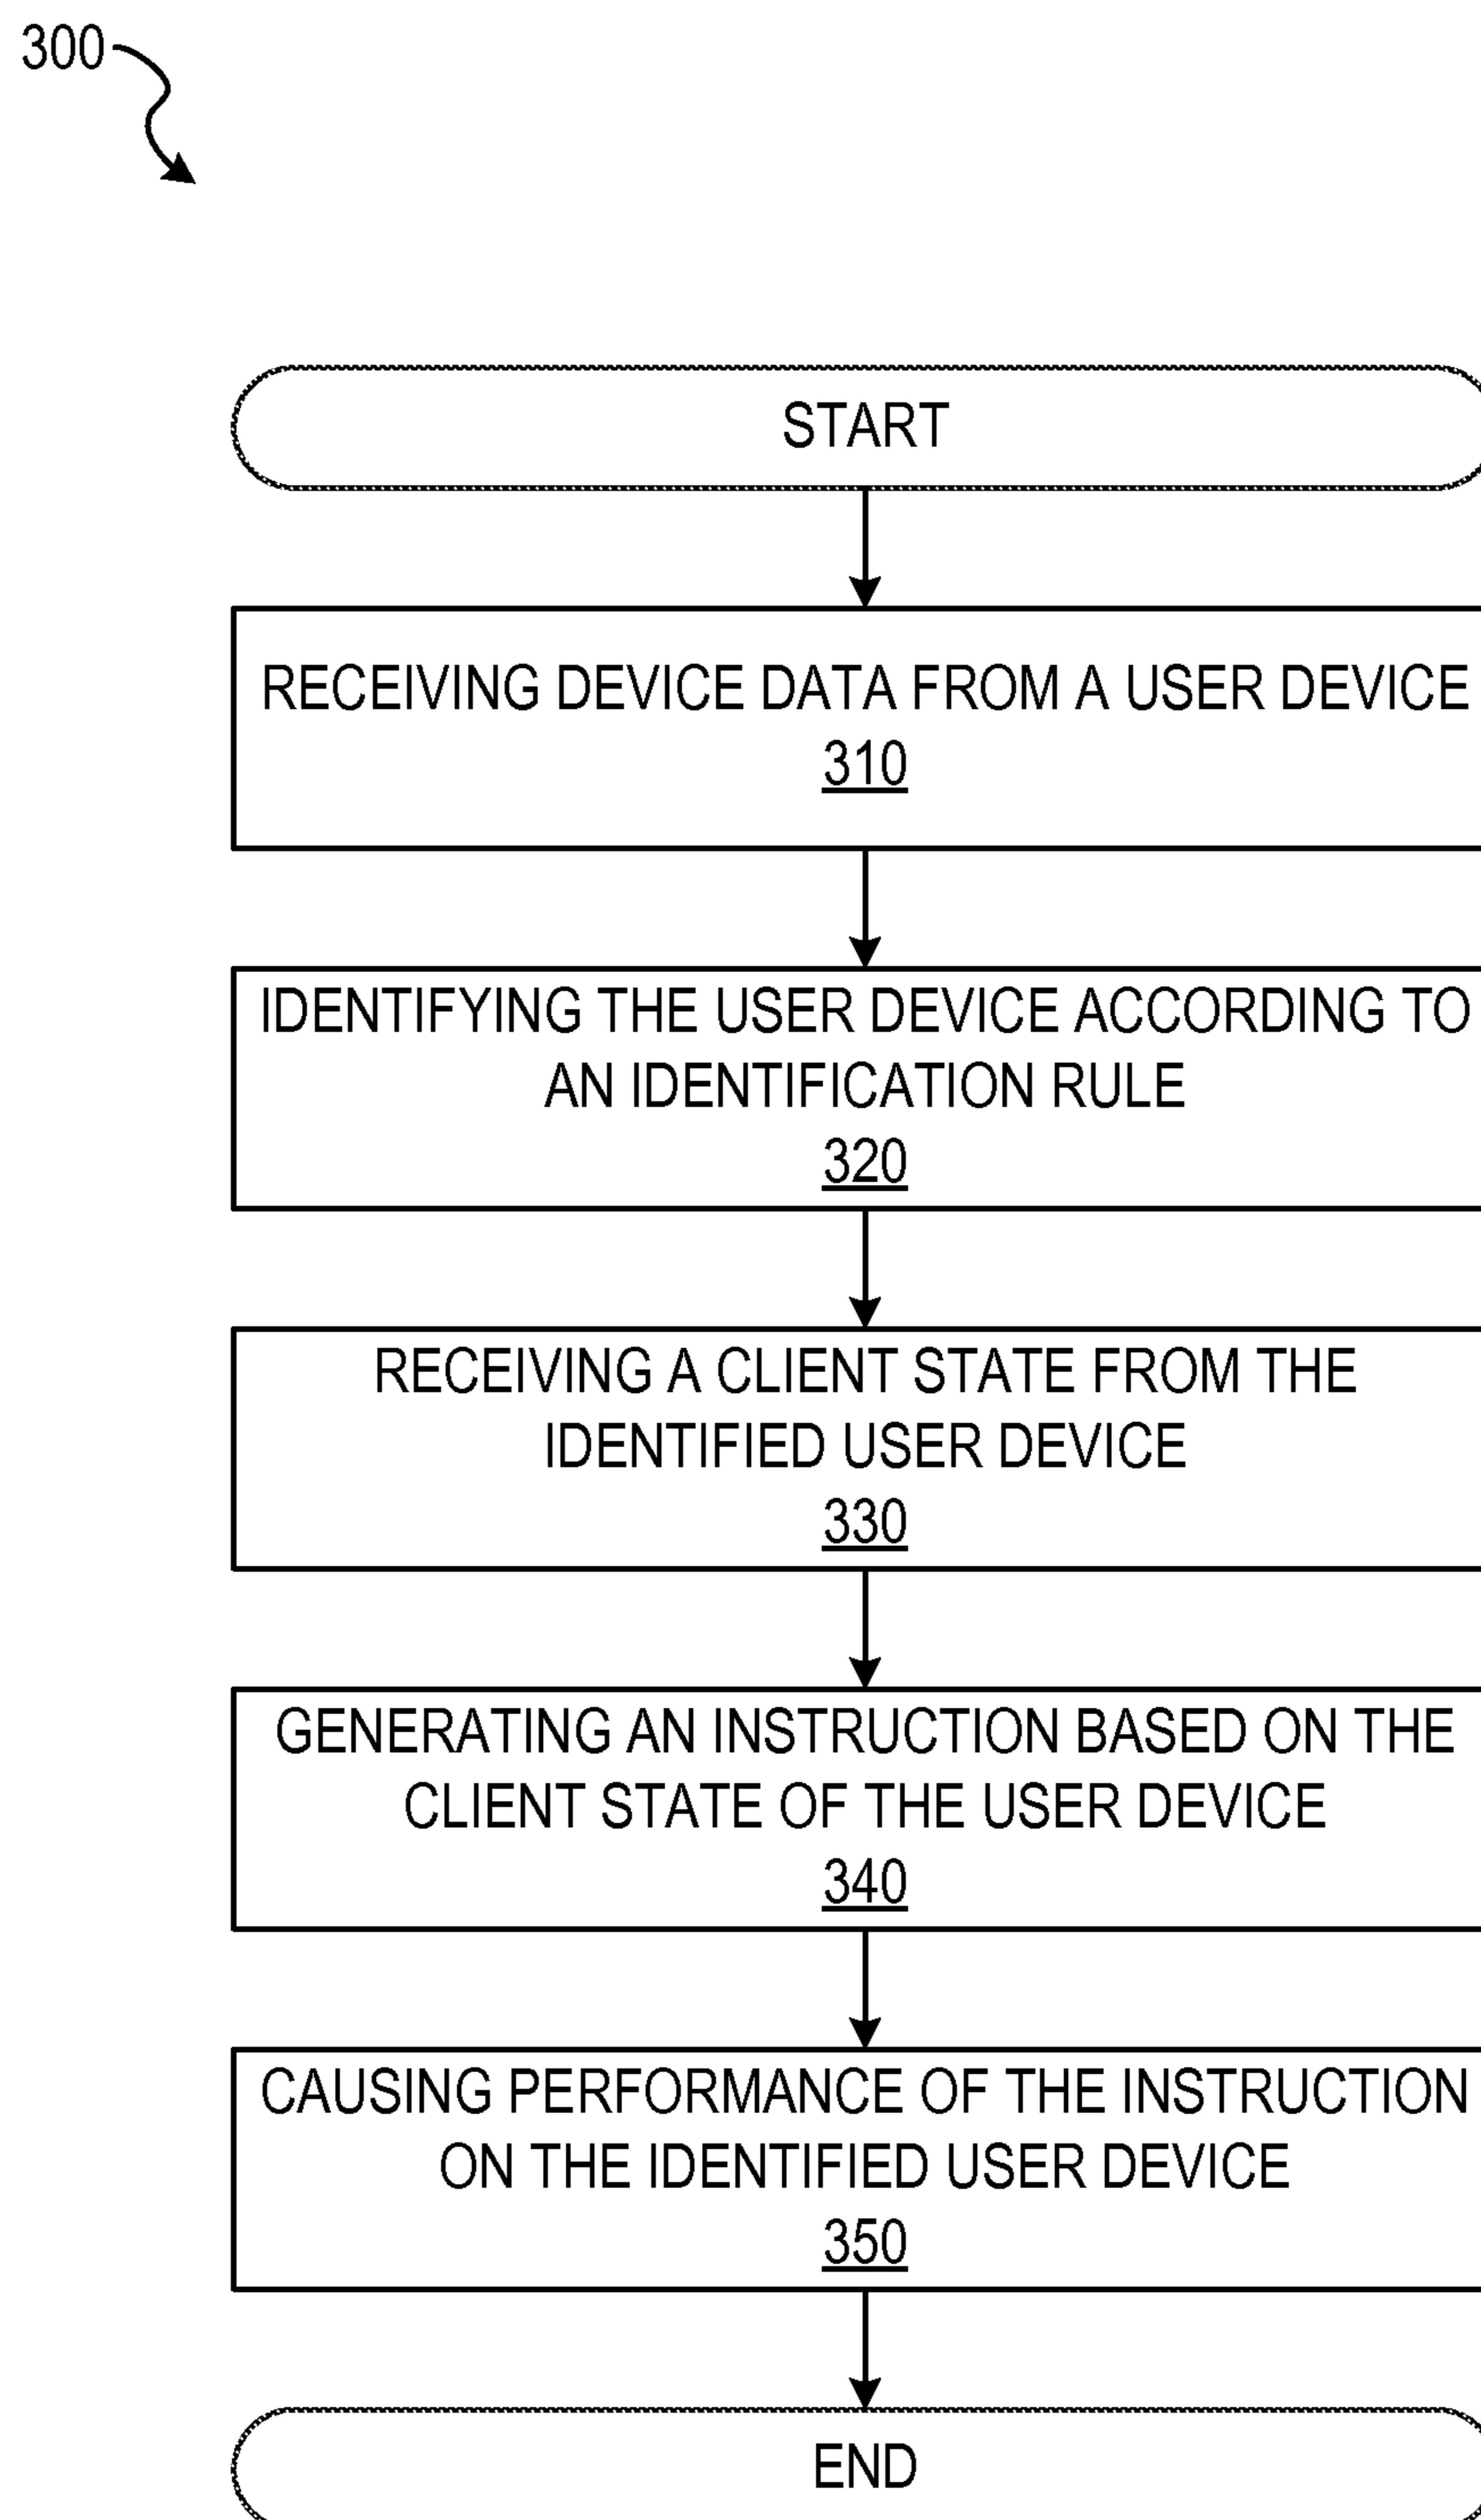 300
START
RECEIVING DEVICE DATA FROM A USER DEVICE
310
IDENTIFYING THE USER DEVICE ACCORDING TO
AN IDENTIFICATION RULE
320
RECEIVING A CLIENT STATE FROM THE
IDENTIFIED USER DEVICE
330
GENERATING AN INSTRUCTION BASED ON THE
CLIENT STATE OF THE USER DEVICE
340
CAUSING PERFORMANCE OF THE INSTRUCTION
ON THE IDENTIFIED USER DEVICE
350
END